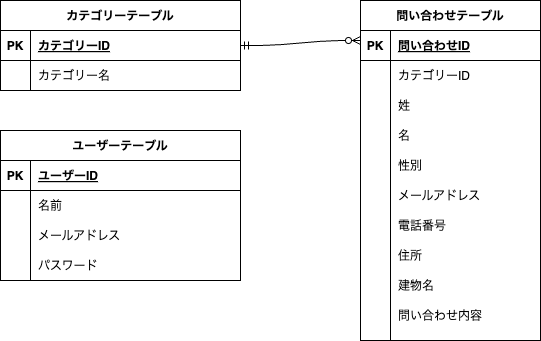 カテゴリーテーブル
PK カテゴリーID
カテゴリー名
ユーザーテーブル
PK ユーザーID
名前
メールアドレス
パスワード
問い合わせテーブル
PK 問い合わせID
カテゴリーID
姓
名
性別
メールアドレス
電話番号
住所
建物名
問い合わせ内容